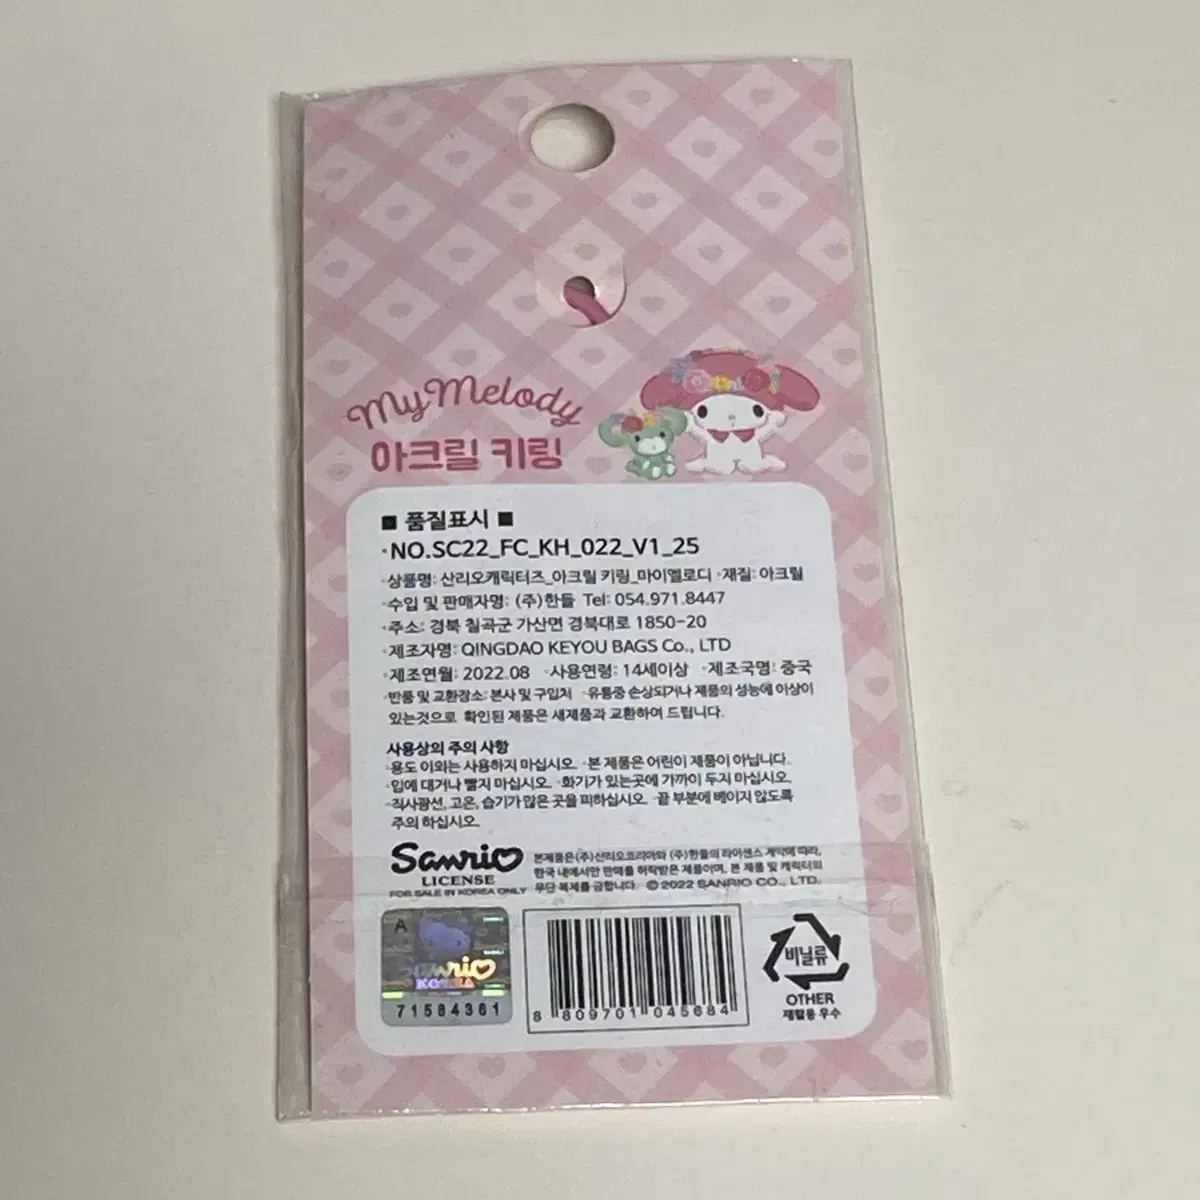 My Melody
아크릴 키링
■ 품질표시 ■
·NO.SC22_FC_KH_022_V1_25
·상품명: 산리오캐릭터즈_아크릴 키링_마이멜로디 ·재질: 아크릴
·수입 및 판매자명: (주)한들 Tel: 054.971.8447
·주소: 경북 칠곡군 가산면 경북대로 1850-20
·제조자명: QINGDAO KEYOU BAGS Co., LTD
·제조연월: 2022.08 ·사용연령: 14세이상 ·제조국명: 중국
·반품 및 교환장소: 본사 및 구입처 ·유통중 손상되거나 제품의 성능에 이상이
있는것으로 확인된 제품은 새제품과 교환하여 드립니다.
사용상의 주의 사항
·용도 이외는 사용하지 마십시오. ·본 제품은 어린이 제품이 아닙니다.
·입에 대거나 빨지 마십시오. ·화기가 있는곳에 가까이 두지 마십시오.
·직사광선, 고온, 습기가 많은 곳을 피하십시오. ·끝 부분에 베이지 않도록
주의 하십시오.
Sanrio
LICENSE
FOR SALE IN KOREA ONLY
본제품은 (주)산리오코리아와 (주)한들의 라이센스 계약에 따라,
한국 내에서만 판매를 허락받은 제품이며, 본 제품 및 캐릭터의
무단 복제를 금합니다. © 2022 SANRIO CO., LTD.
A
Sanrio
KOREA
71584361
8 809701 045684
비닐류
OTHER
재활용 우수